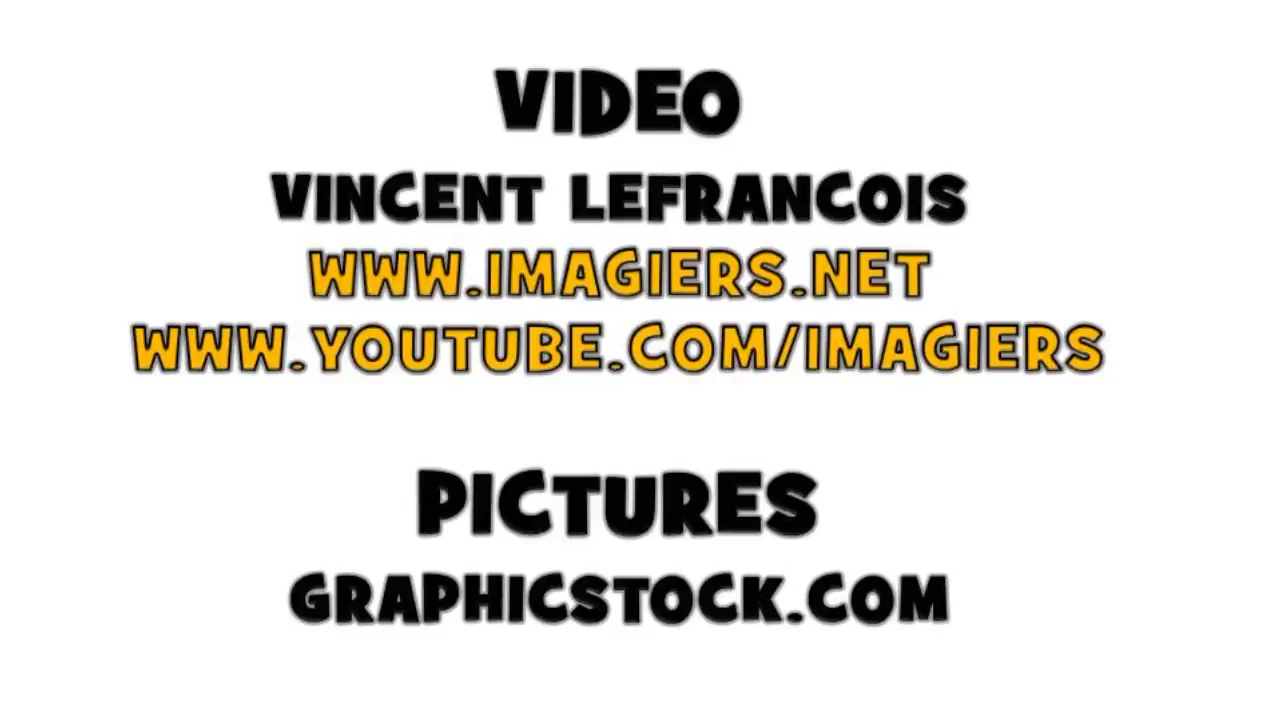 VIDEO
VINCENT LEFRANCOIS
WWW.IMAGIERS.NET
WWW.YOUTUBE.COM/IMAGIERS
PICTURES
GRAPHICSTOCK.COM